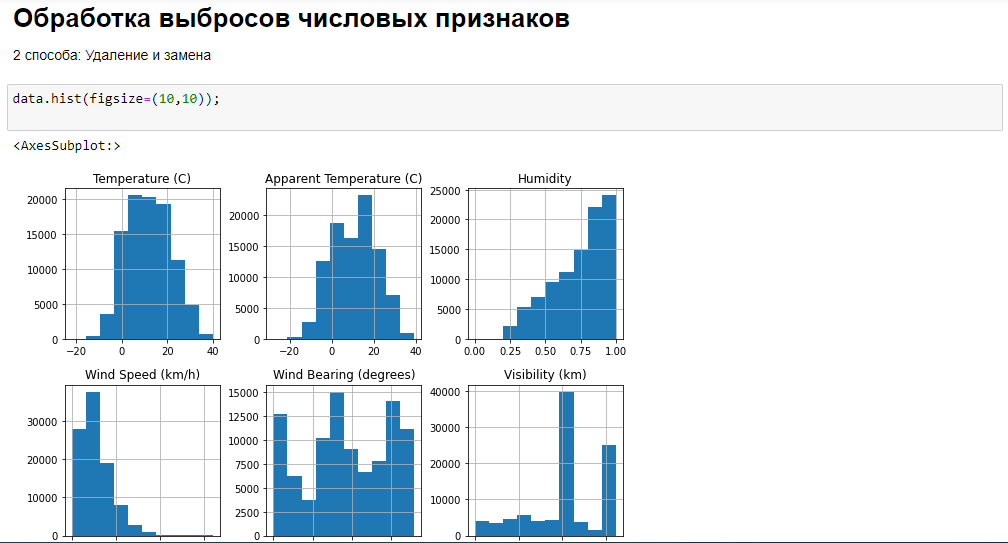 Обработка выбросов числовых признаков
2 способа: Удаление и замена
data.hist(figsize=(10,10));
<AxesSubplot:>
Temperature (C)
20000
15000
10000
5000
0
−20 0 20 40
Apparent Temperature (C)
20000
15000
10000
5000
0
−20 0 20 40
Humidity
25000
20000
15000
10000
5000
0
0.00 0.25 0.50 0.75 1.00
Wind Speed (km/h)
30000
20000
10000
0
Wind Bearing (degrees)
15000
12500
10000
7500
5000
2500
0
Visibility (km)
40000
30000
20000
10000
0